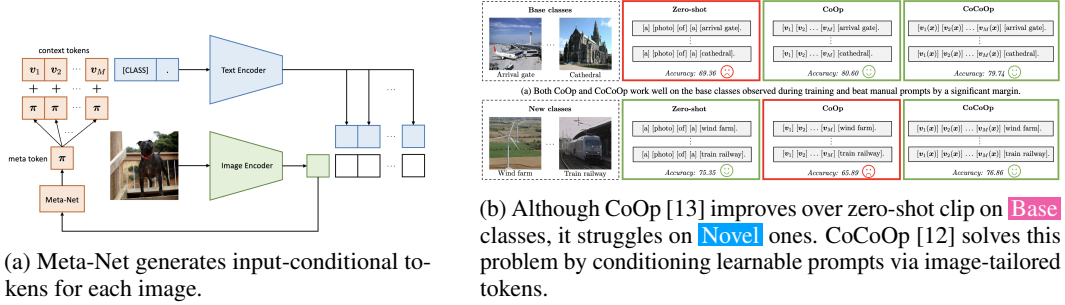 context tokens
v1 v2 ··· vM [CLASS] .
+ + +
π π ··· π
...
meta token
π
Meta-Net
Text Encoder
Image Encoder
...
...
...
(a) Meta-Net generates input-conditional to-
kens for each image.
Base classes
Arrival gate Cathedral
Zero-shot
[a] [photo] [of] [a] [arrival gate].
⋮
[a] [photo] [of] [a] [cathedral].
Accuracy: 69.36
CoOp
[v1] [v2] ... [vM] [arrival gate].
⋮
[v1] [v2] ... [vM] [cathedral].
Accuracy: 80.60
CoCoOp
[v1(x)] [v2(x)] ... [vM(x)] [arrival gate].
⋮
[v1(x)] [v2(x)] ... [vM(x)] [cathedral].
Accuracy: 79.74
(a) Both CoOp and CoCoOp work well on the base classes observed during training and beat manual prompts by a significant margin.
New classes
Wind farm Train railway
Zero-shot
[a] [photo] [of] [a] [wind farm].
⋮
[a] [photo] [of] [a] [train railway].
Accuracy: 75.35
CoOp
[v1] [v2] ... [vM] [wind farm].
⋮
[v1] [v2] ... [vM] [train railway].
Accuracy: 65.89
CoCoOp
[v1(x)] [v2(x)] ... [vM(x)] [wind farm].
⋮
[v1(x)] [v2(x)] ... [vM(x)] [train railway].
Accuracy: 76.86
(b) Although CoOp [13] improves over zero-shot clip on Base
classes, it struggles on Novel ones. CoCoOp [12] solves this
problem by conditioning learnable prompts via image-tailored
tokens.